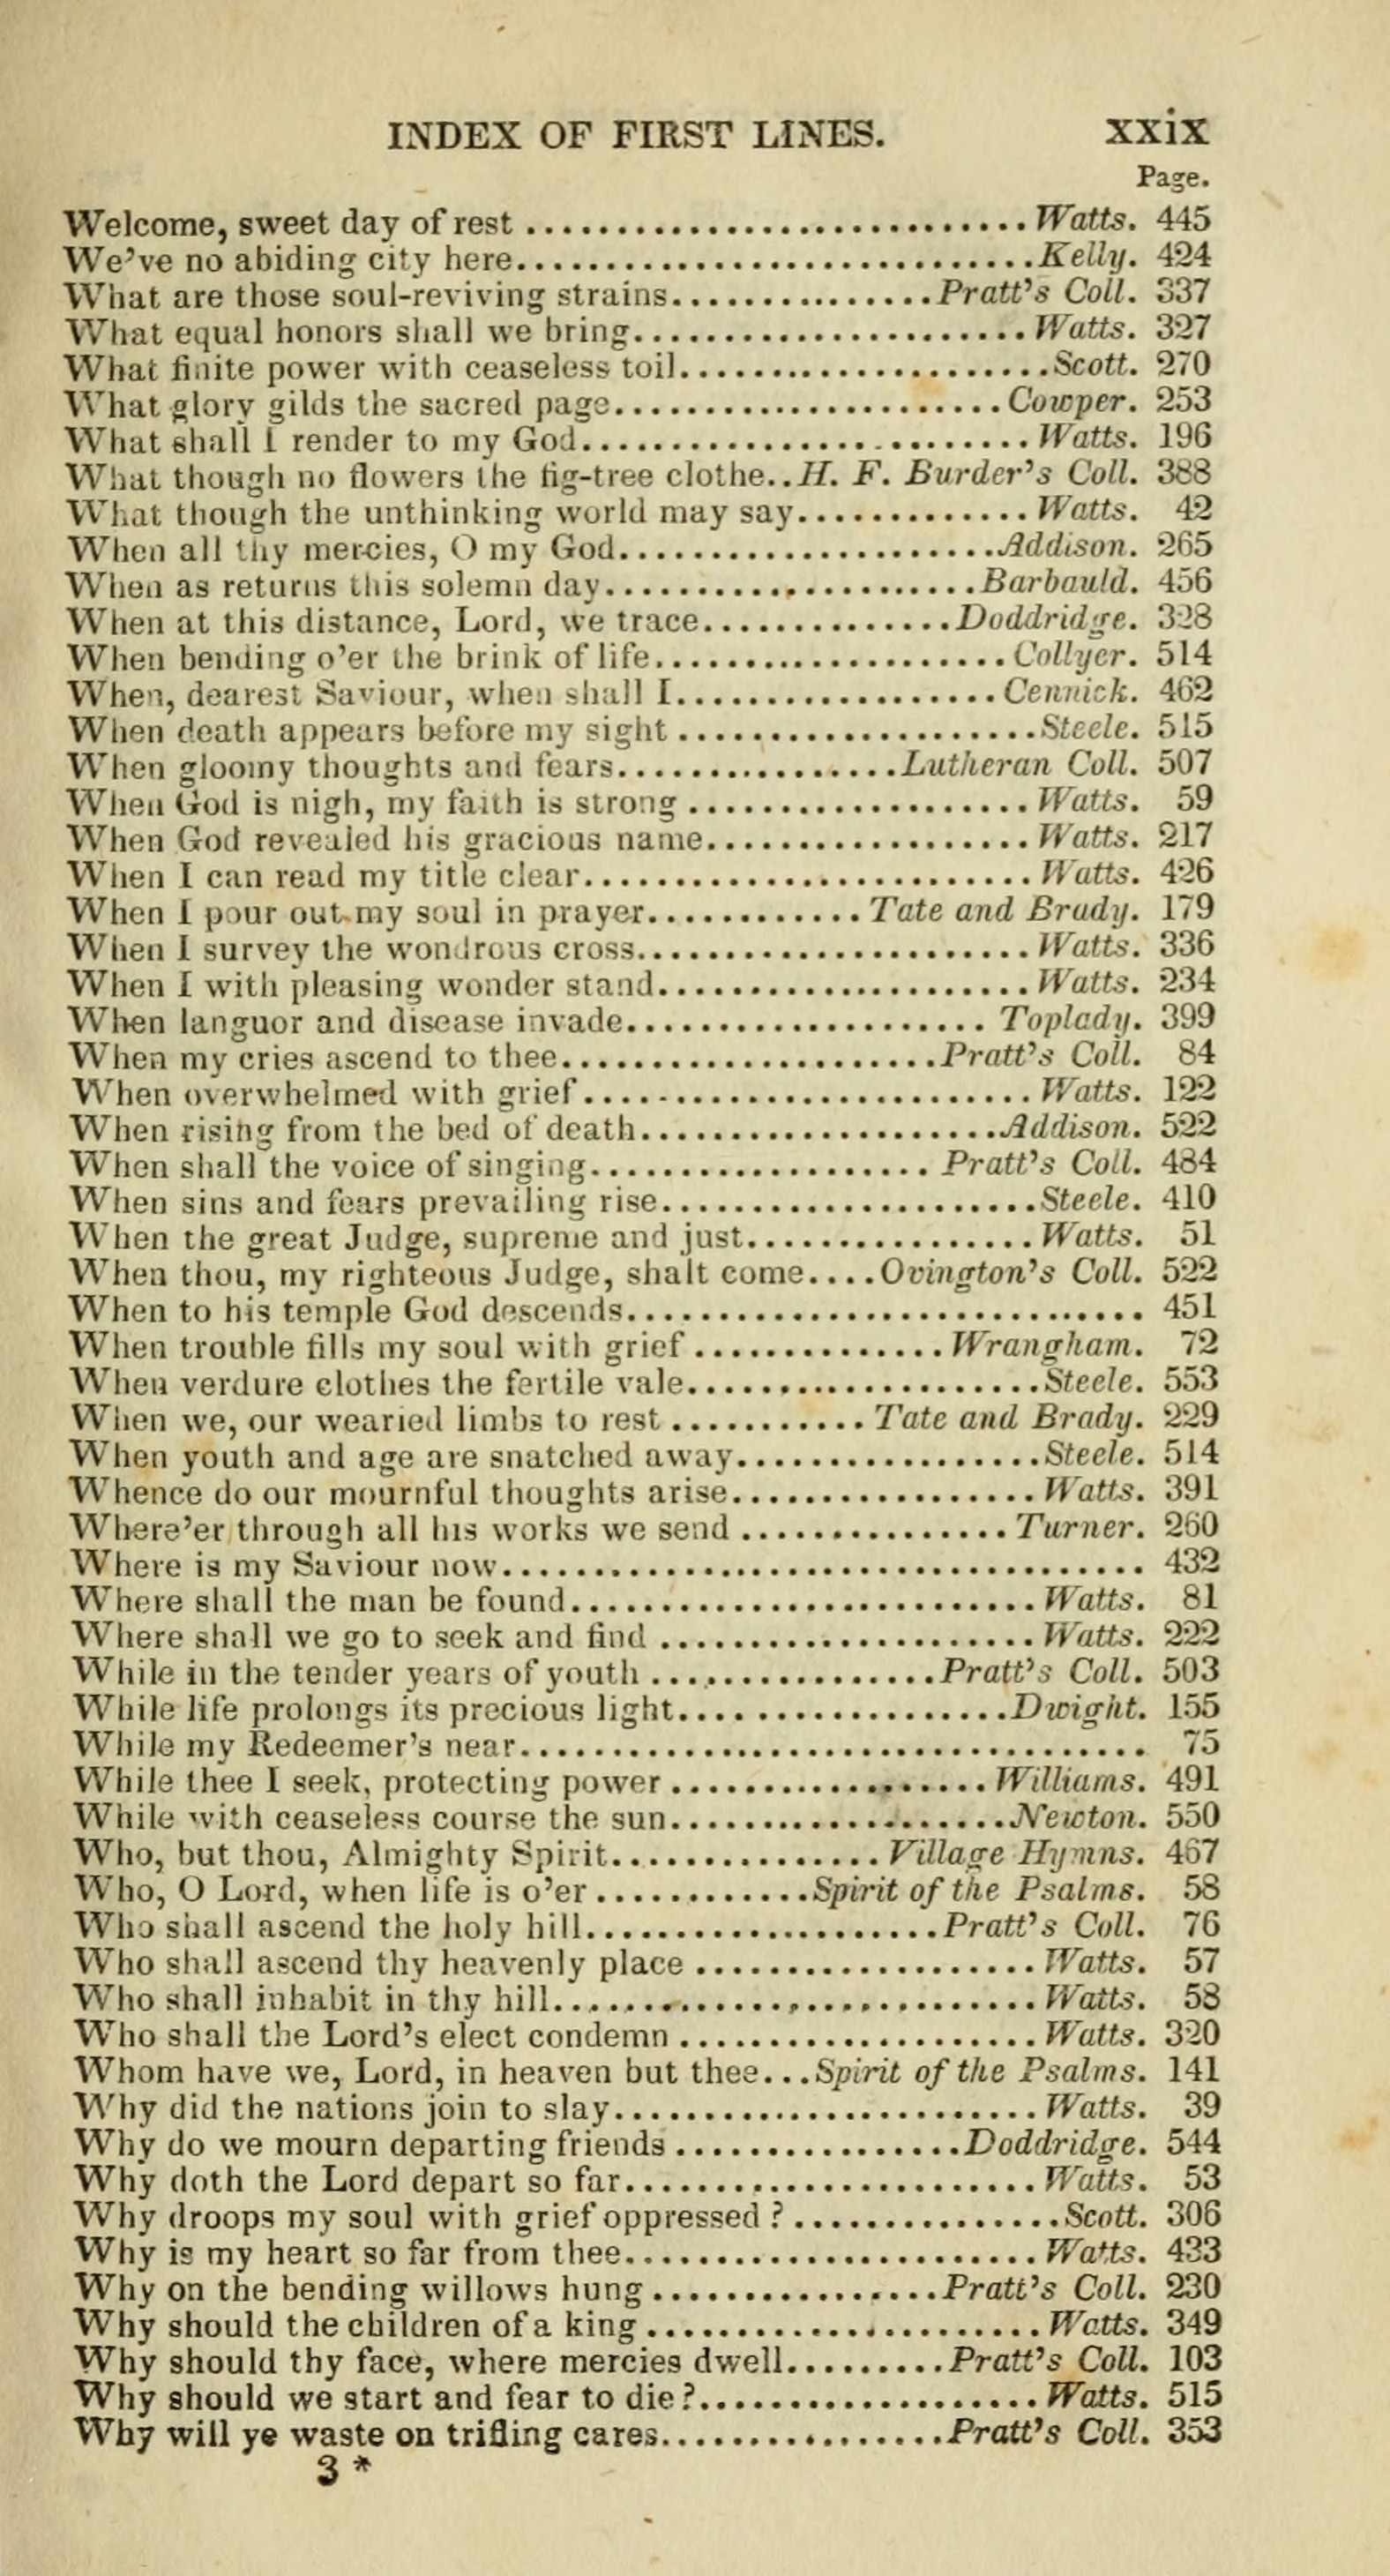 INDEX OF FIRST LINES. xxix
Page.
Welcome, sweet day of rest ............................ Watts. 445
We've no abiding city here............................. Kelly. 424
What are those soul-reviving strains............... Pratt's Coll. 337
What equal honors shall we bring...................... Watts. 327
What finite power with ceaseless toil..................... Scott. 270
What glory gilds the sacred page...................... Cowper. 253
What shall I render to my God......................... Watts. 196
What though no flowers the fig-tree clothe..H. F. Burder's Coll. 388
What though the unthinking world may say............. Watts. 42
When all thy mercies, O my God..................... Addison. 265
When as returns this solemn day..................... Barbauld. 456
When at this distance, Lord, we trace.............. Doddridge. 328
When bending o'er the brink of life.................... Collyer. 514
When, dearest Saviour, when shall I.................. Cennick. 462
When death appears before my sight .................... Steele. 515
When gloomy thoughts and fears................ Lutheran Coll. 507
When God is nigh, my faith is strong ................... Watts. 59
When God revealed his gracious name.................. Watts. 217
When I can read my title clear......................... Watts. 426
When I pour out my soul in prayer............ Tate and Brady. 179
When I survey the wondrous cross...................... Watts. 336
When I with pleasing wonder stand..................... Watts. 234
When languor and disease invade.................... Toplady. 399
When my cries ascend to thee..................... Pratt's Coll. 84
When overwhelmed with grief ......................... Watts. 122
When rising from the bed of death.................... Addison. 522
When shall the voice of singing................... Pratt's Coll. 484
When sins and fears prevailing rise..................... Steele. 410
When the great Judge, supreme and just................ Watts. 51
When thou, my righteous Judge, shalt come.... Ovington's Coll. 522
When to his temple God descends............................. 451
When trouble fills my soul with grief .............. Wrangham. 72
When verdure clothes the fertile vale.................... Steele. 553
When we, our wearied limbs to rest ........... Tate and Brady. 229
When youth and age are snatched away................. Steele. 514
Whence do our mournful thoughts arise................. Watts. 391
Where'er through all his works we send ............... Turner. 260
Where is my Saviour now.................................... 432
Where shall the man be found.......................... Watts. 81
Where shall we go to seek and find ..................... Watts. 222
While in the tender years of youth ................ Pratt's Coll. 503
While life prolongs its precious light.................. Dwight. 155
While my Redeemer's near................................... 75
While thee I seek, protecting power .................. Williams. 491
While with ceaseless course the sun................... Newton. 550
Who, but thou, Almighty Spirit............... Village Hymns. 467
Who, O Lord, when life is o'er ............ Spirit of the Psalms. 58
Who shall ascend the holy hill.................... Pratt's Coll. 76
Who shall ascend thy heavenly place ................... Watts. 57
Who shall inhabit in thy hill........................... Watts. 58
Who shall the Lord's elect condemn .................... Watts. 320
Whom have we, Lord, in heaven but thee...Spirit of the Psalms. 141
Why did the nations join to slay........................ Watts. 39
Why do we mourn departing friends ................ Doddridge. 544
Why doth the Lord depart so far....................... Watts. 53
Why droops my soul with grief oppressed ? ............... Scott. 306
Why is my heart so far from thee....................... Watts. 433
Why on the bending willows hung ................ Pratt's Coll. 230
Why should the children of a king ...................... Watts. 349
Why should thy face, where mercies dwell......... Pratt's Coll. 103
Why should we start and fear to die ?................... Watts. 515
Why will ye waste on trifling cares................ Pratt's Coll. 353
3 *